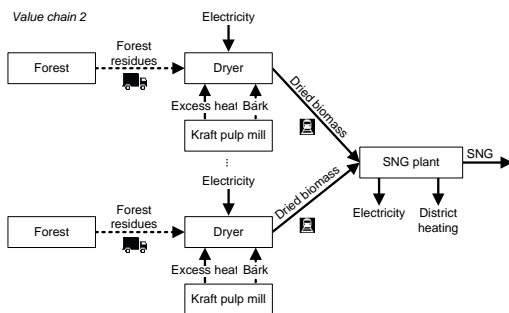 Value chain 2
Electricity
Forest
Forest
residues
Dryer
Excess heat Bark
Kraft pulp mill
...
Dried biomass
Electricity
Forest
Forest
residues
Dryer
Excess heat Bark
Kraft pulp mill
Dried biomass
SNG plant
SNG
Electricity
District
heating